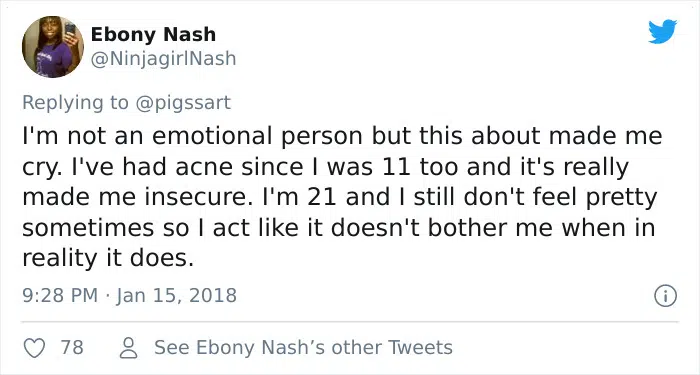 Ebony Nash
@NinjagirlNash
Replying to @pigssart
I'm not an emotional person but this about made me
cry. I've had acne since I was 11 too and it's really
made me insecure. I'm 21 and I still don't feel pretty
sometimes so I act like it doesn't bother me when in
reality it does.
9:28 PM · Jan 15, 2018
78
See Ebony Nash’s other Tweets